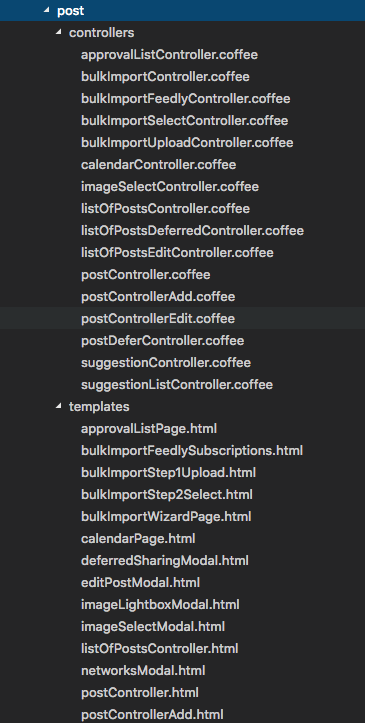 post
controllers
approvalListController.coffee
bulkImportController.coffee
bulkImportFeedlyController.coffee
bulkImportSelectController.coffee
bulkImportUploadController.coffee
calendarController.coffee
imageSelectController.coffee
listOfPostsController.coffee
listOfPostsDeferredController.coffee
listOfPostsEditController.coffee
postController.coffee
postControllerAdd.coffee
postControllerEdit.coffee
postDeferController.coffee
suggestionController.coffee
suggestionListController.coffee
templates
approvalListPage.html
bulkImportFeedlySubscriptions.html
bulkImportStep1Upload.html
bulkImportStep2Select.html
bulkImportWizardPage.html
calendarPage.html
deferredSharingModal.html
editPostModal.html
imageLightboxModal.html
imageSelectModal.html
listOfPostsController.html
networksModal.html
postController.html
postControllerAdd.html